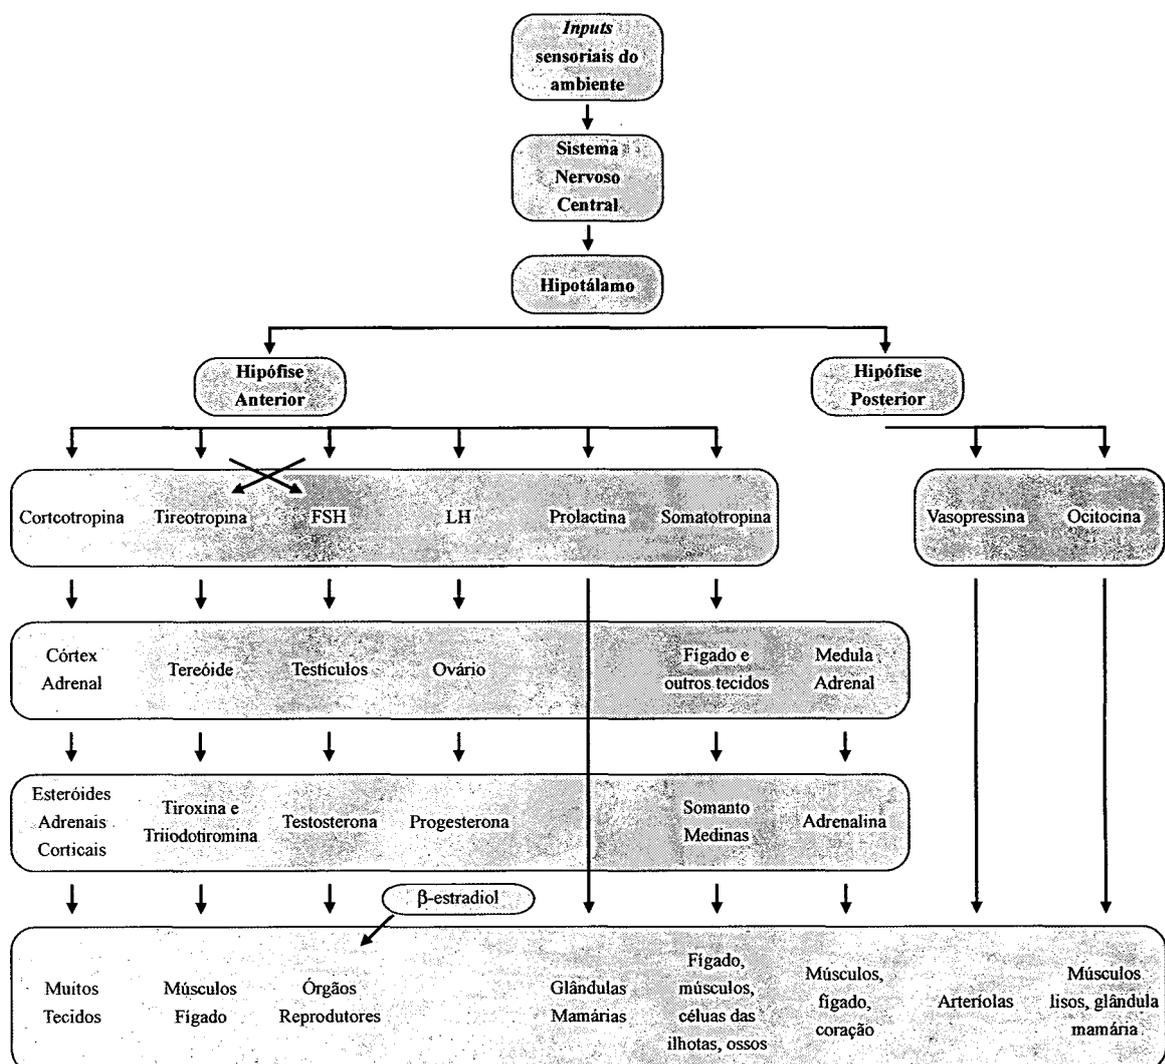 Inputs
sensoriais do
ambiente
Sistema
Nervoso
Central
Hipotálamo
Hipófise
Anterior
Hipófise
Posterior
Cortcotropina
Tireotropina
FSH
LH
Prolactina
Somatotropina
Vasopressina
Ocitocina
Córtex
Adrenal
Tereóide
Testículos
Ovário
Fígado e
outros tecidos
Medula
Adrenal
Esteróides
Adrenais
Corticais
Tiroxina e
Triiodotiromina
Testosterona
Progesterona
Somanto
Medinas
Adrenalina
β-estradiol
Muitos
Tecidos
Músculos
Fígado
Órgãos
Reprodutores
Glândulas
Mamárias
Fígado,
músculos,
céluas das
ilhotas, ossos
Músculos,
fígado,
coração
Arteríolas
Músculos
lisos, glândula
mamária